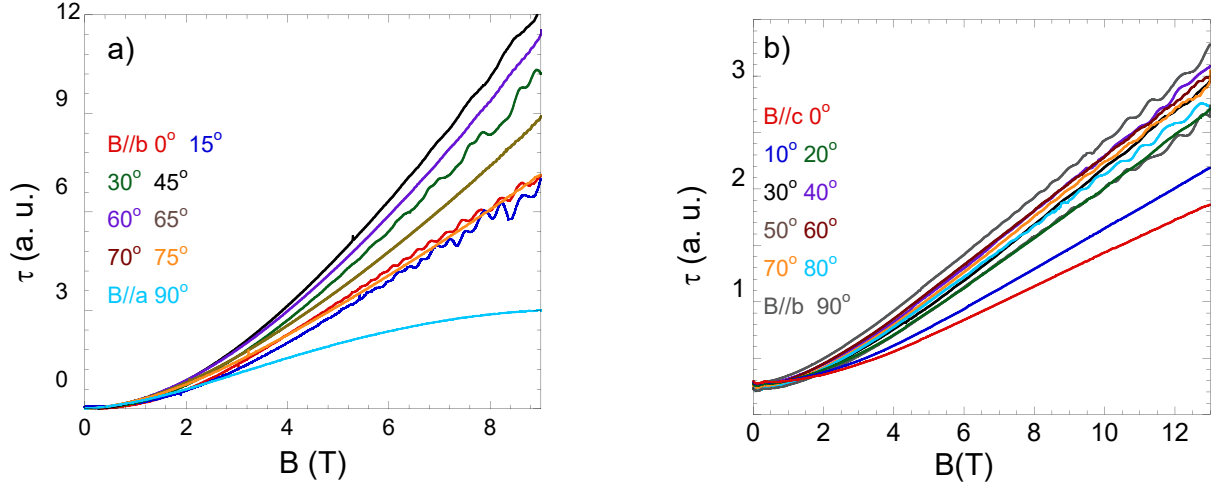 a)
12
9
6
3
0
τ (a. u.)
B//b 0° 15°
30° 45°
60° 65°
70° 75°
B//a 90°
0 2 4 6 8
B (T)
b)
3
2
1
τ (a. u.)
B//c 0°
10° 20°
30° 40°
50° 60°
70° 80°
B//b 90°
0 2 4 6 8 10 12
B(T)